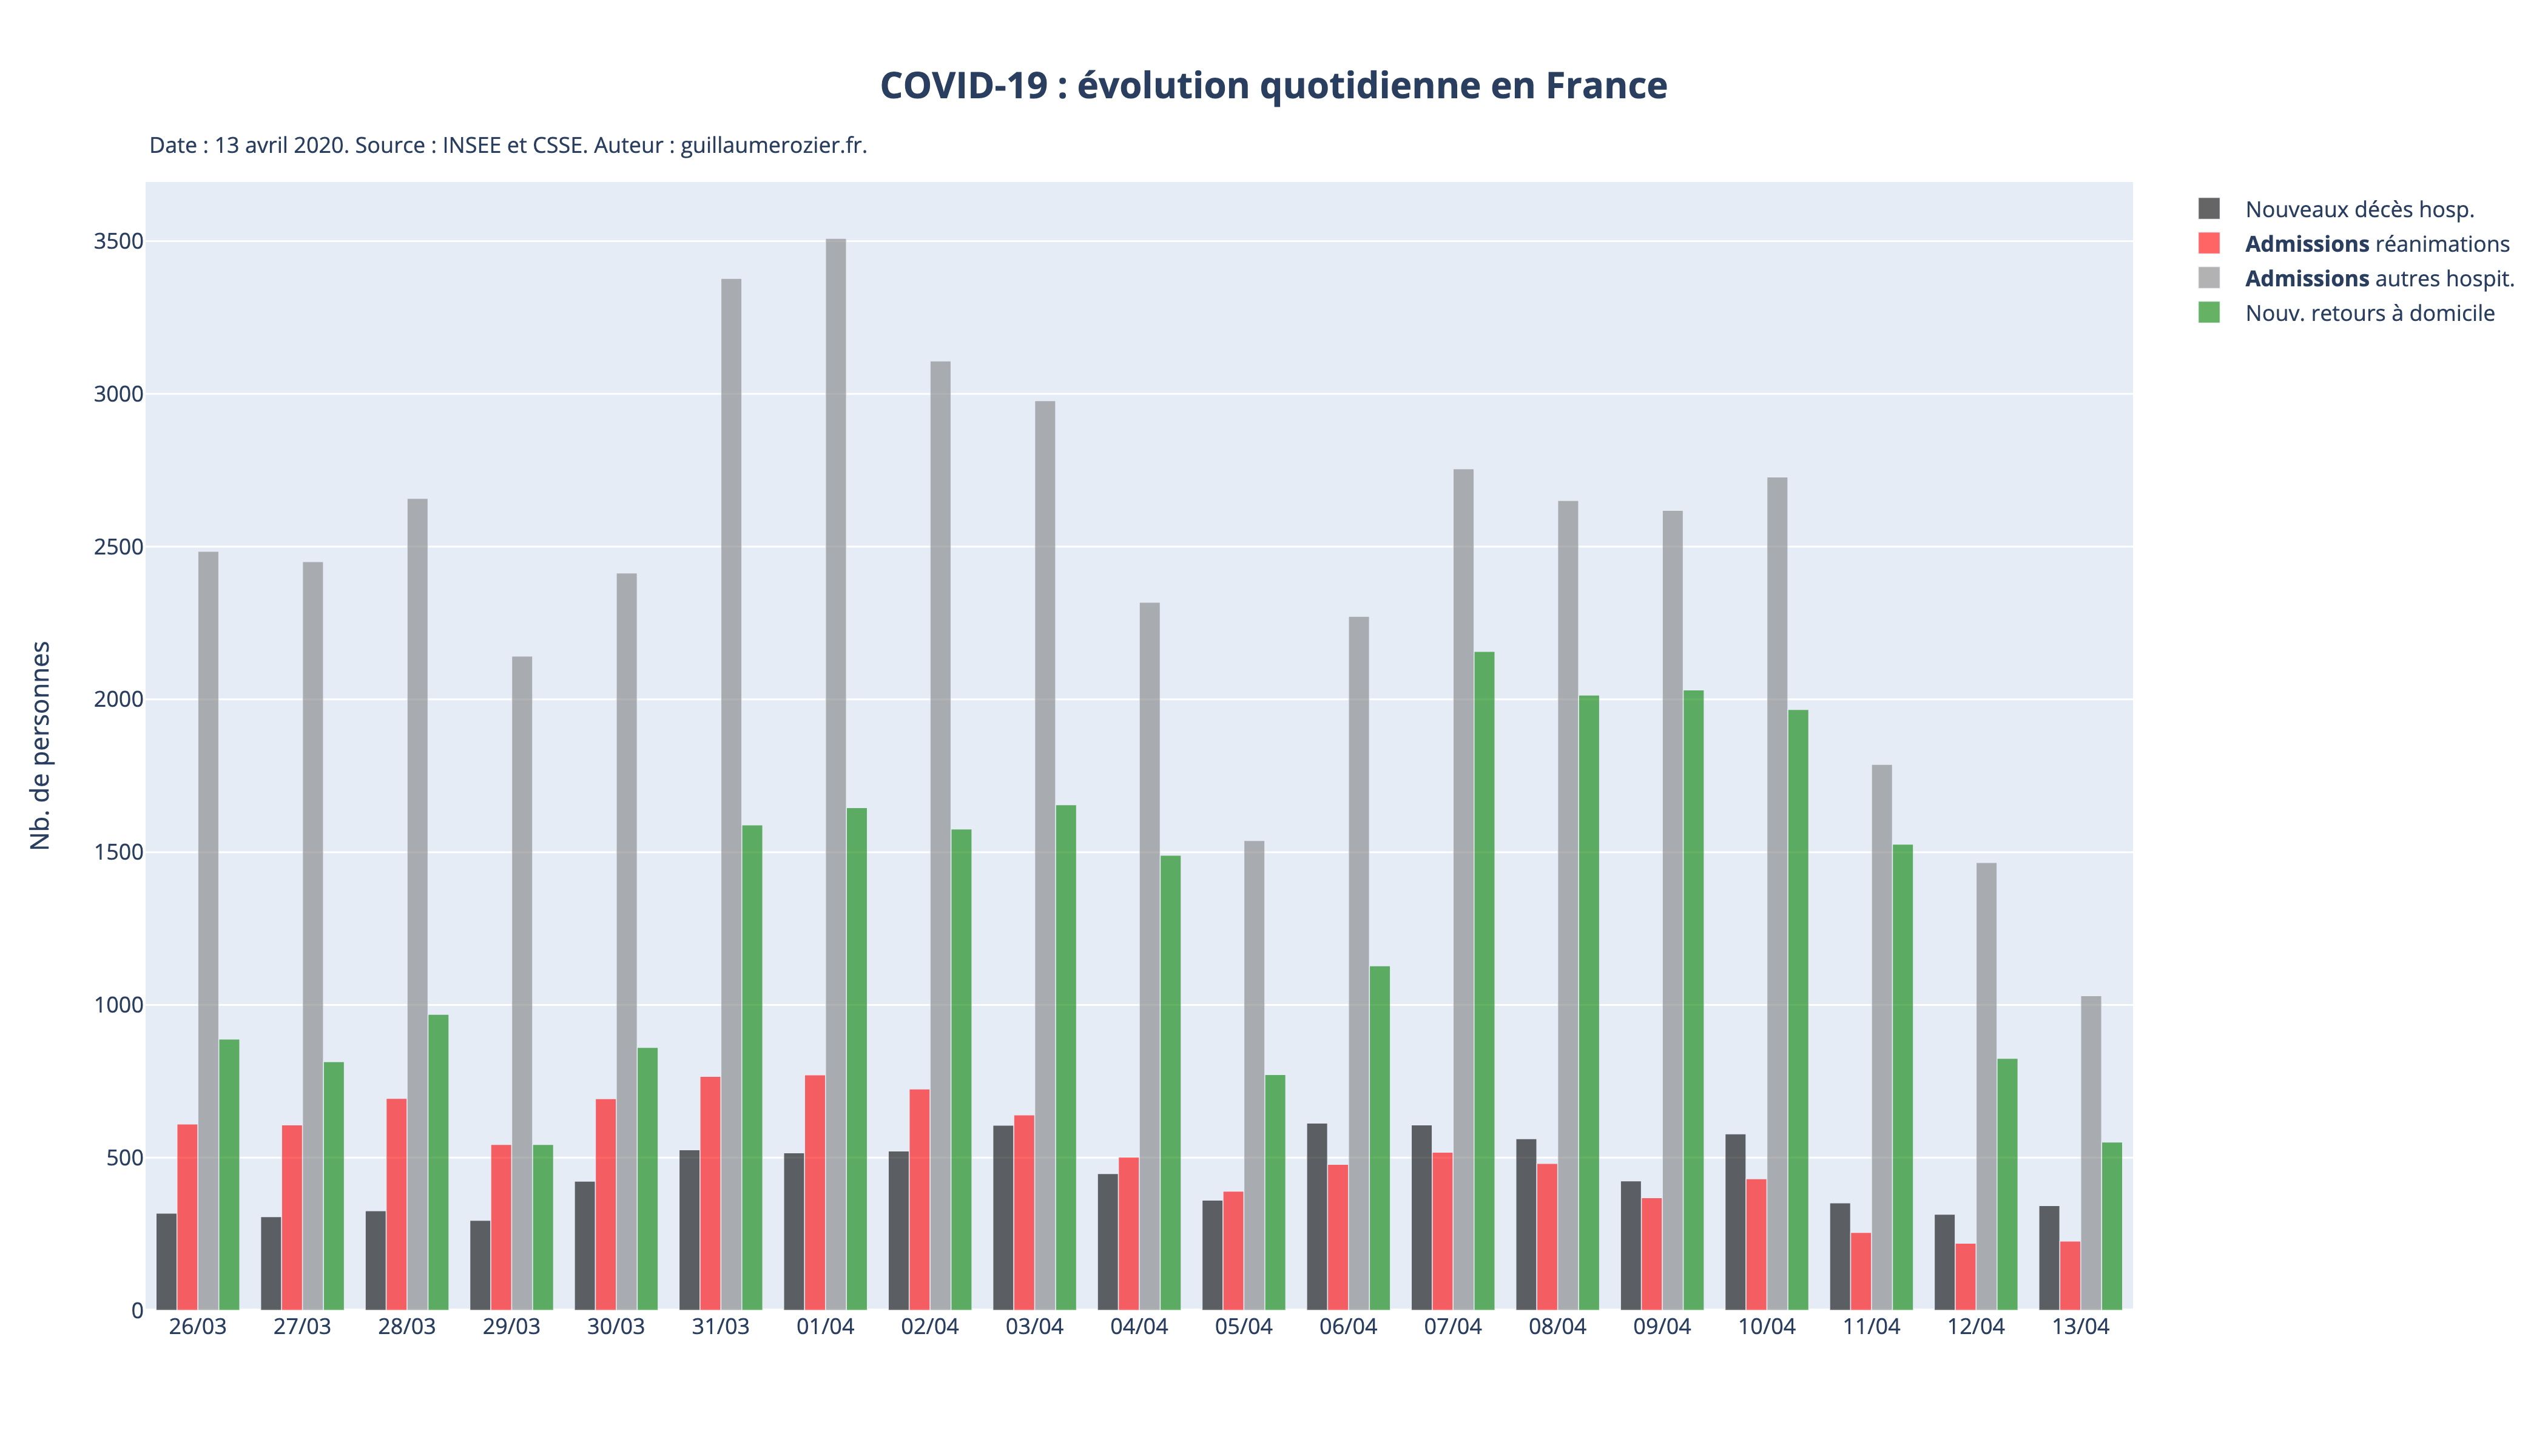 COVID-19 : évolution quotidienne en France
Date : 13 avril 2020. Source : INSEE et CSSE. Auteur : guillaumerozier.fr.
Nouveaux décès hosp.
Admissions réanimations
Admissions autres hospit.
Nouv. retours à domicile
Nb. de personnes
3500
3000
2500
2000
1500
1000
500
0
26/03 27/03 28/03 29/03 30/03 31/03 01/04 02/04 03/04 04/04 05/04 06/04 07/04 08/04 09/04 10/04 11/04 12/04 13/04